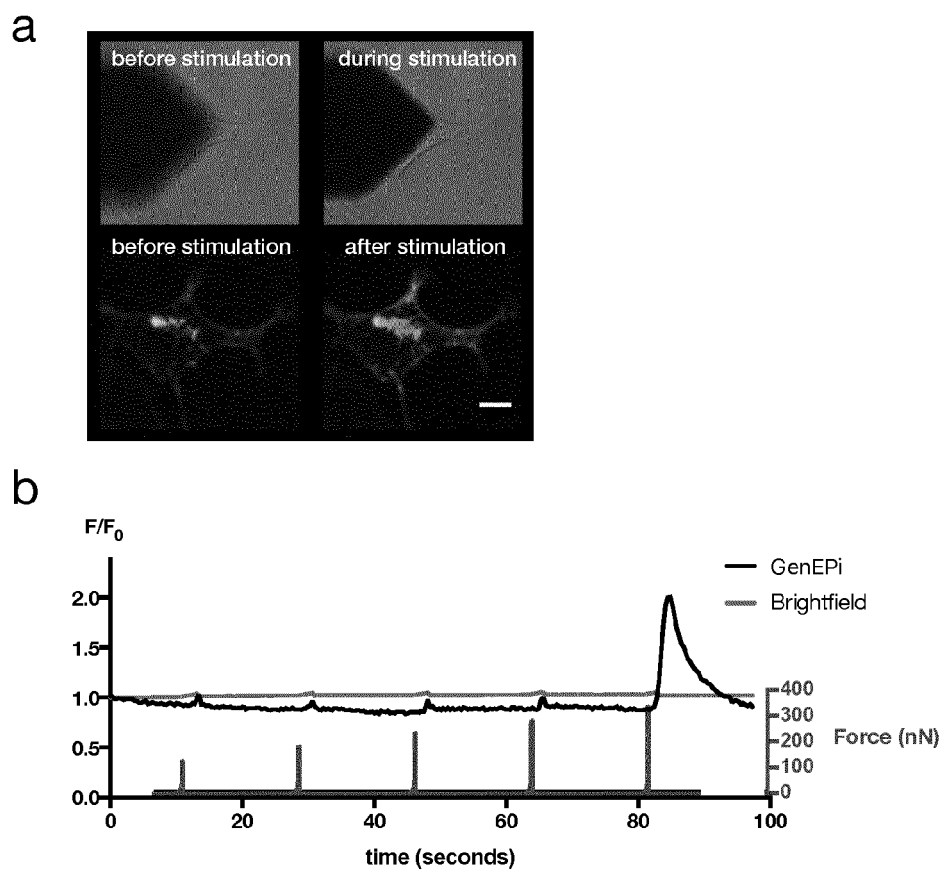 a
before stimulation
during stimulation
before stimulation
after stimulation
b
F/F0
GenEPi
Brightfield
2.0
1.5
1.0
0.5
0.0
400
300
200
100
0
Force (nN)
0
20
40
60
80
100
time (seconds)